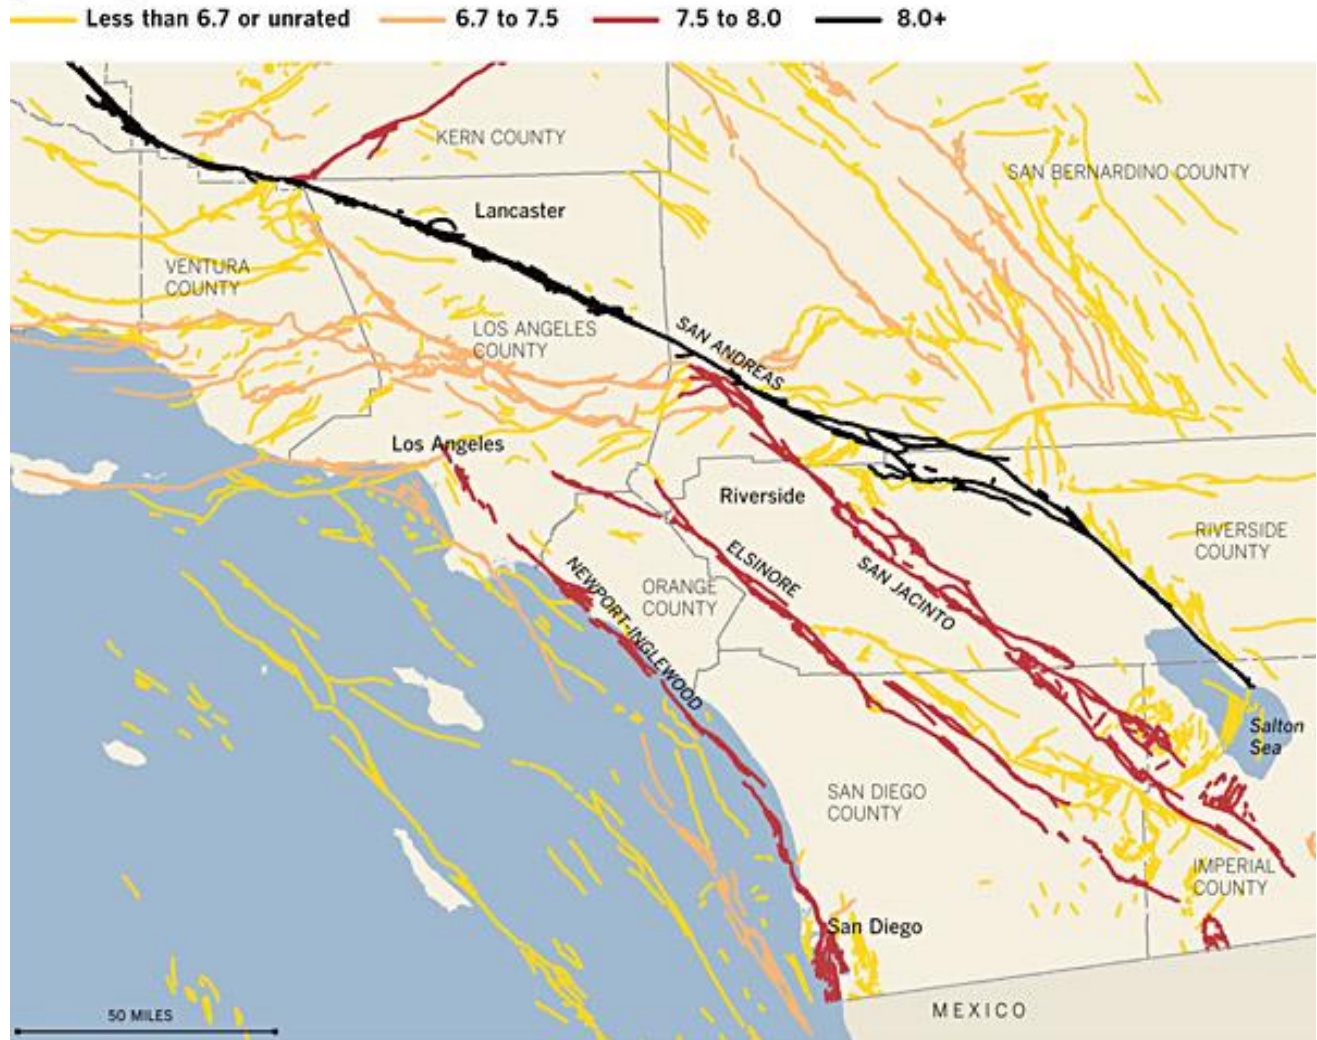 Less than 6.7 or unrated
6.7 to 7.5
7.5 to 8.0
8.0+
KERN COUNTY
SAN BERNARDINO COUNTY
Lancaster
VENTURA
COUNTY
LOS ANGELES
COUNTY
SAN ANDREAS
Los Angeles
Riverside
RIVERSIDE
COUNTY
ELSINORE
SAN JACINTO
NEWPORT-INGLEWOOD
ORANGE
COUNTY
Salton
Sea
SAN DIEGO
COUNTY
IMPERIAL
COUNTY
San Diego
50 MILES
MEXICO